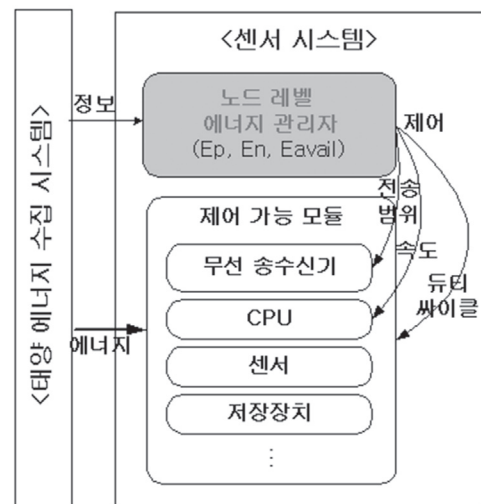 <센서 시스템>
노드 레벨
에너지 관리자
(Ep, En, Eavail)
정보
제어
<태양 에너지 수집 시스템>
전송
범위
제어 가능 모듈
속도
무선 송수신기
듀티
싸이클
CPU
에너지
센서
저장장치
⋮